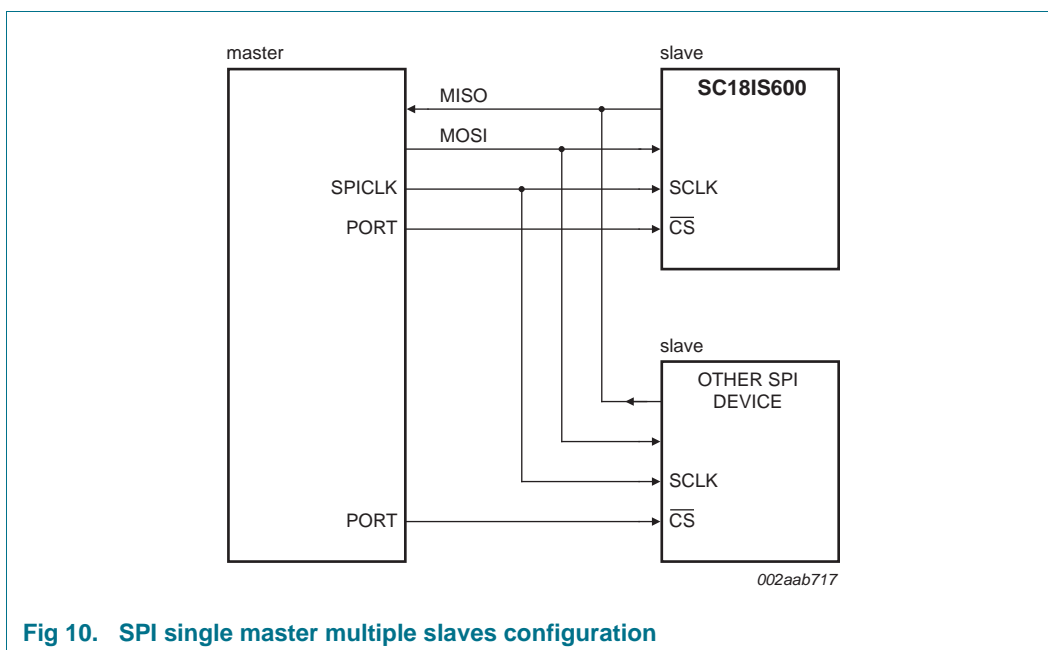 master
slave
SC18IS600
MISO
MOSI
SPICLK
SCLK
PORT
CS
slave
OTHER SPI
DEVICE
SCLK
PORT
CS
002aab717
Fig 10. SPI single master multiple slaves configuration